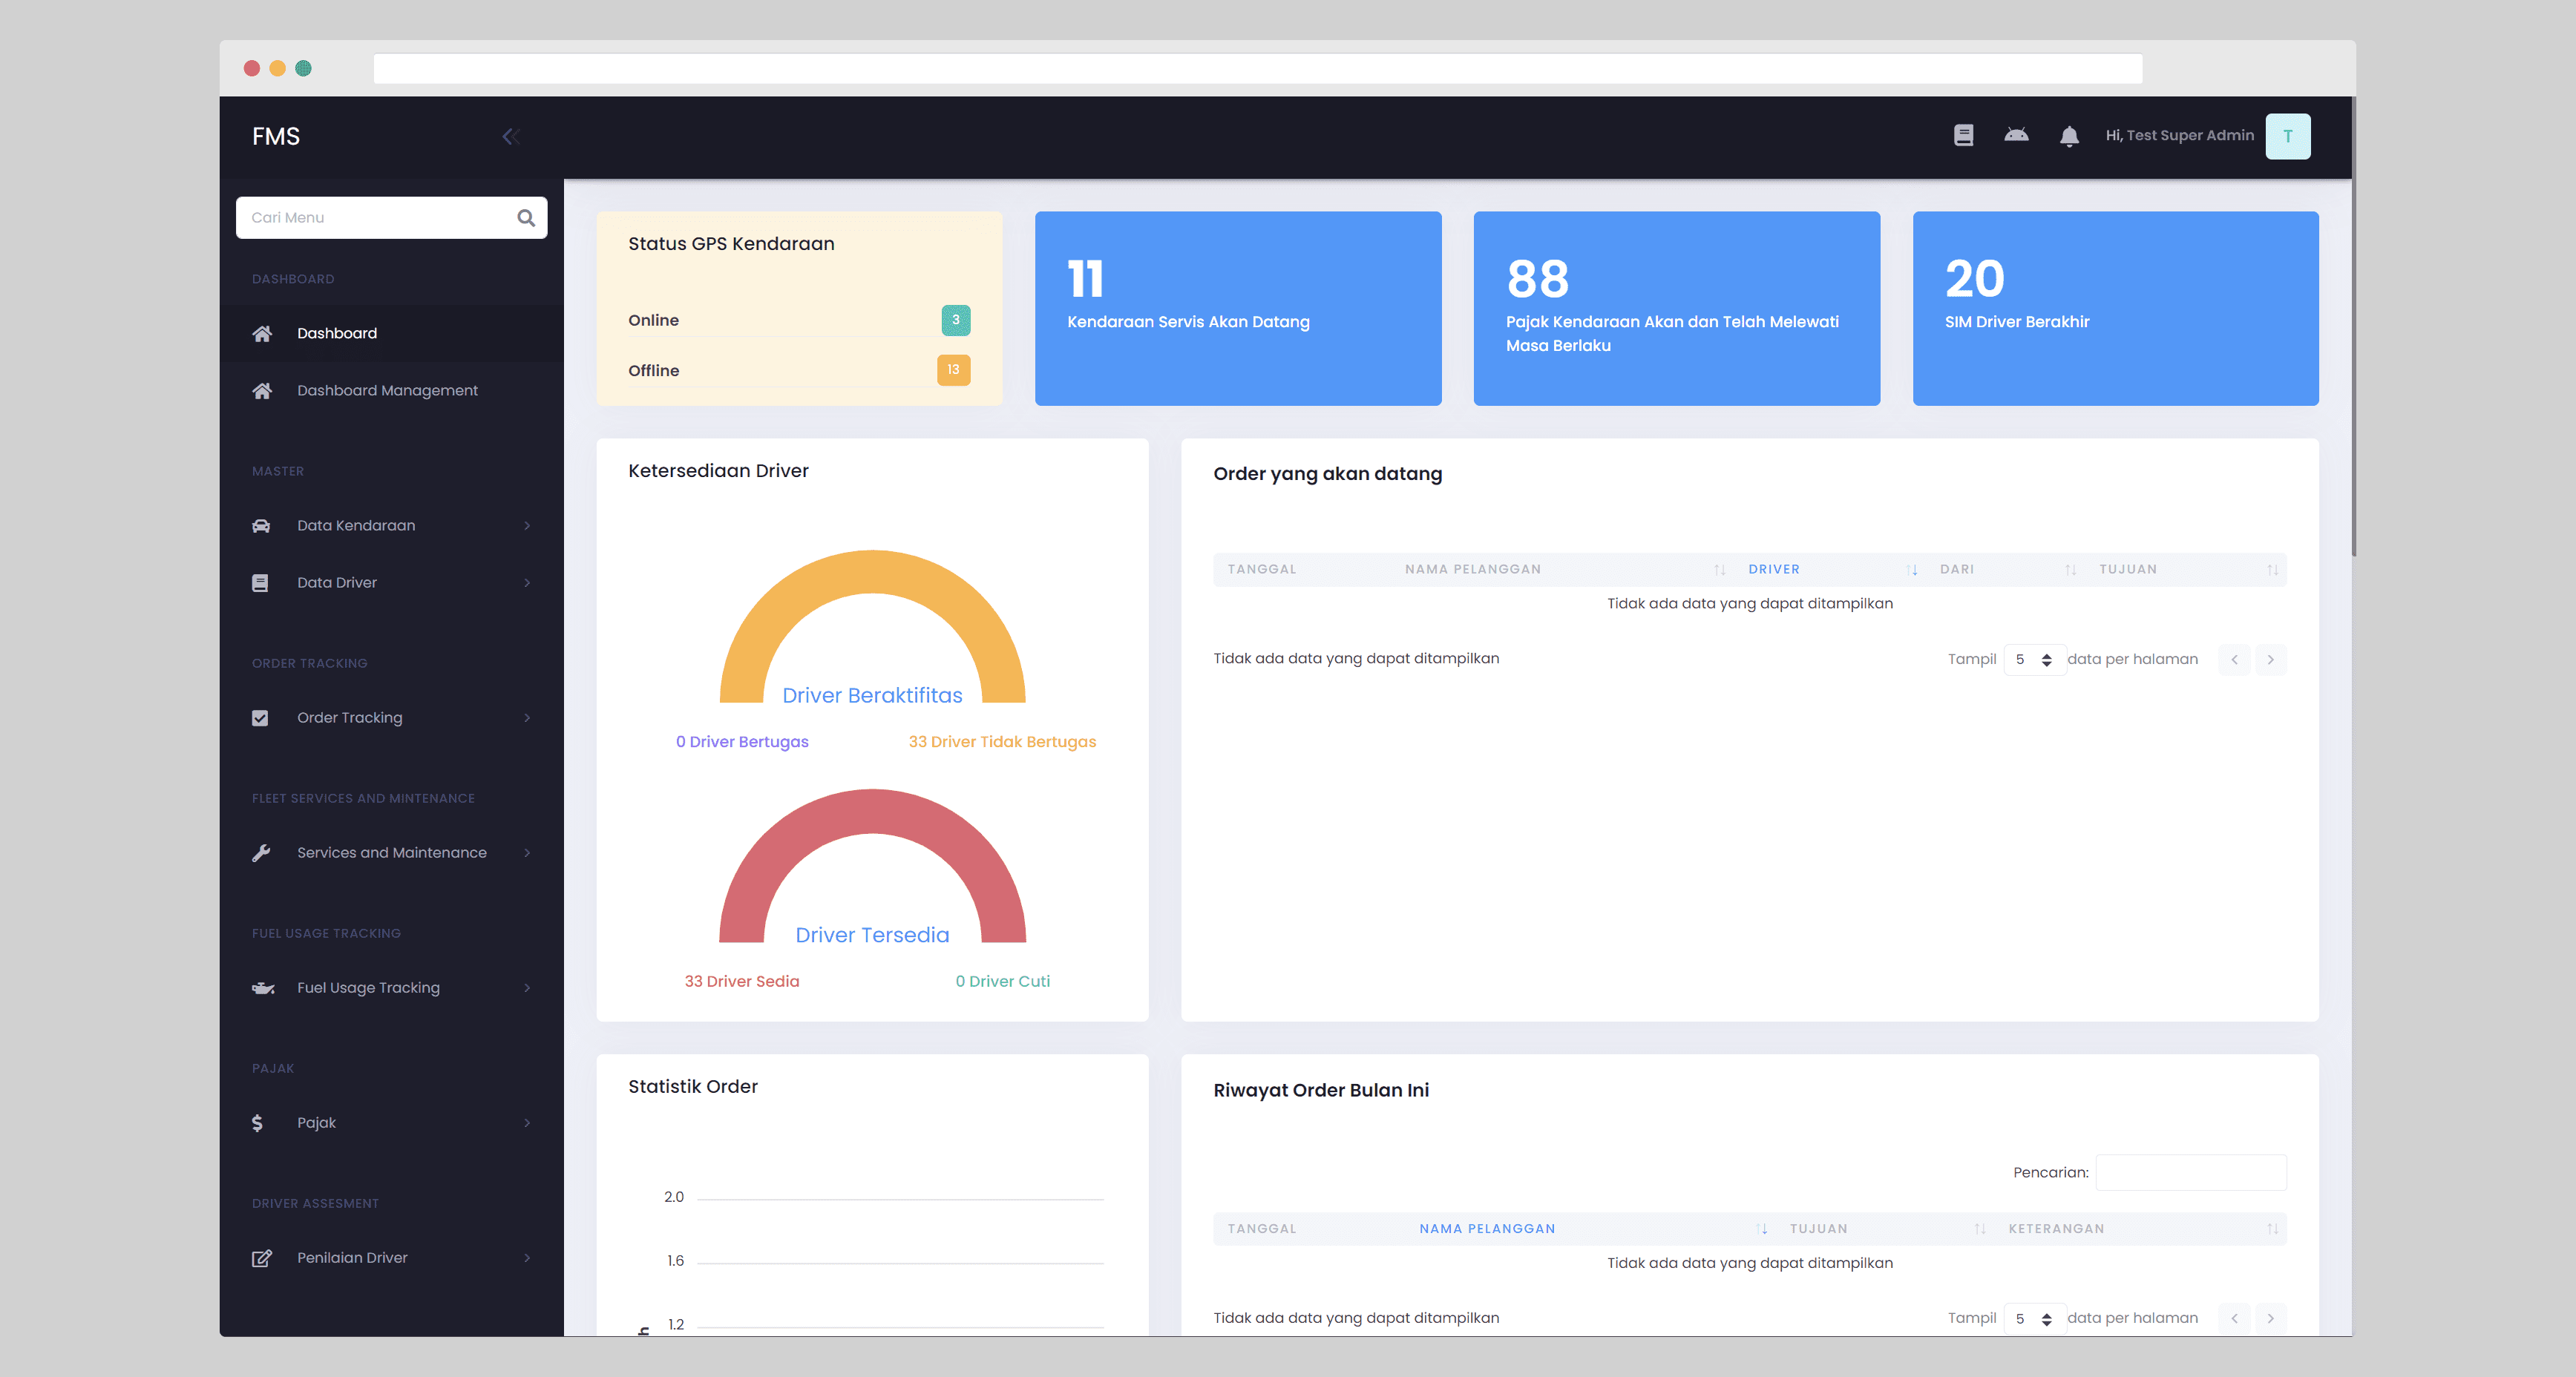 FMS
Hi, Test Super Admin
T
Cari Menu
DASHBOARD
Dashboard
Dashboard Management
MASTER
Data Kendaraan
Data Driver
ORDER TRACKING
Order Tracking
FLEET SERVICES AND MINTENANCE
Services and Maintenance
FUEL USAGE TRACKING
Fuel Usage Tracking
PAJAK
Pajak
DRIVER ASSESMENT
Penilaian Driver
Status GPS Kendaraan
Online 3
Offline 13
11
Kendaraan Servis Akan Datang
88
Pajak Kendaraan Akan dan Telah Melewati
Masa Berlaku
20
SIM Driver Berakhir
Ketersediaan Driver
Driver Beraktifitas
0 Driver Bertugas 33 Driver Tidak Bertugas
Driver Tersedia
33 Driver Sedia 0 Driver Cuti
Order yang akan datang
TANGGAL NAMA PELANGGAN DRIVER DARI TUJUAN
Tidak ada data yang dapat ditampilkan
Tidak ada data yang dapat ditampilkan Tampil 5 data per halaman
Statistik Order
2.0
1.6
1.2
Riwayat Order Bulan Ini
Pencarian:
TANGGAL NAMA PELANGGAN TUJUAN KETERANGAN
Tidak ada data yang dapat ditampilkan
Tidak ada data yang dapat ditampilkan Tampil 5 data per halaman